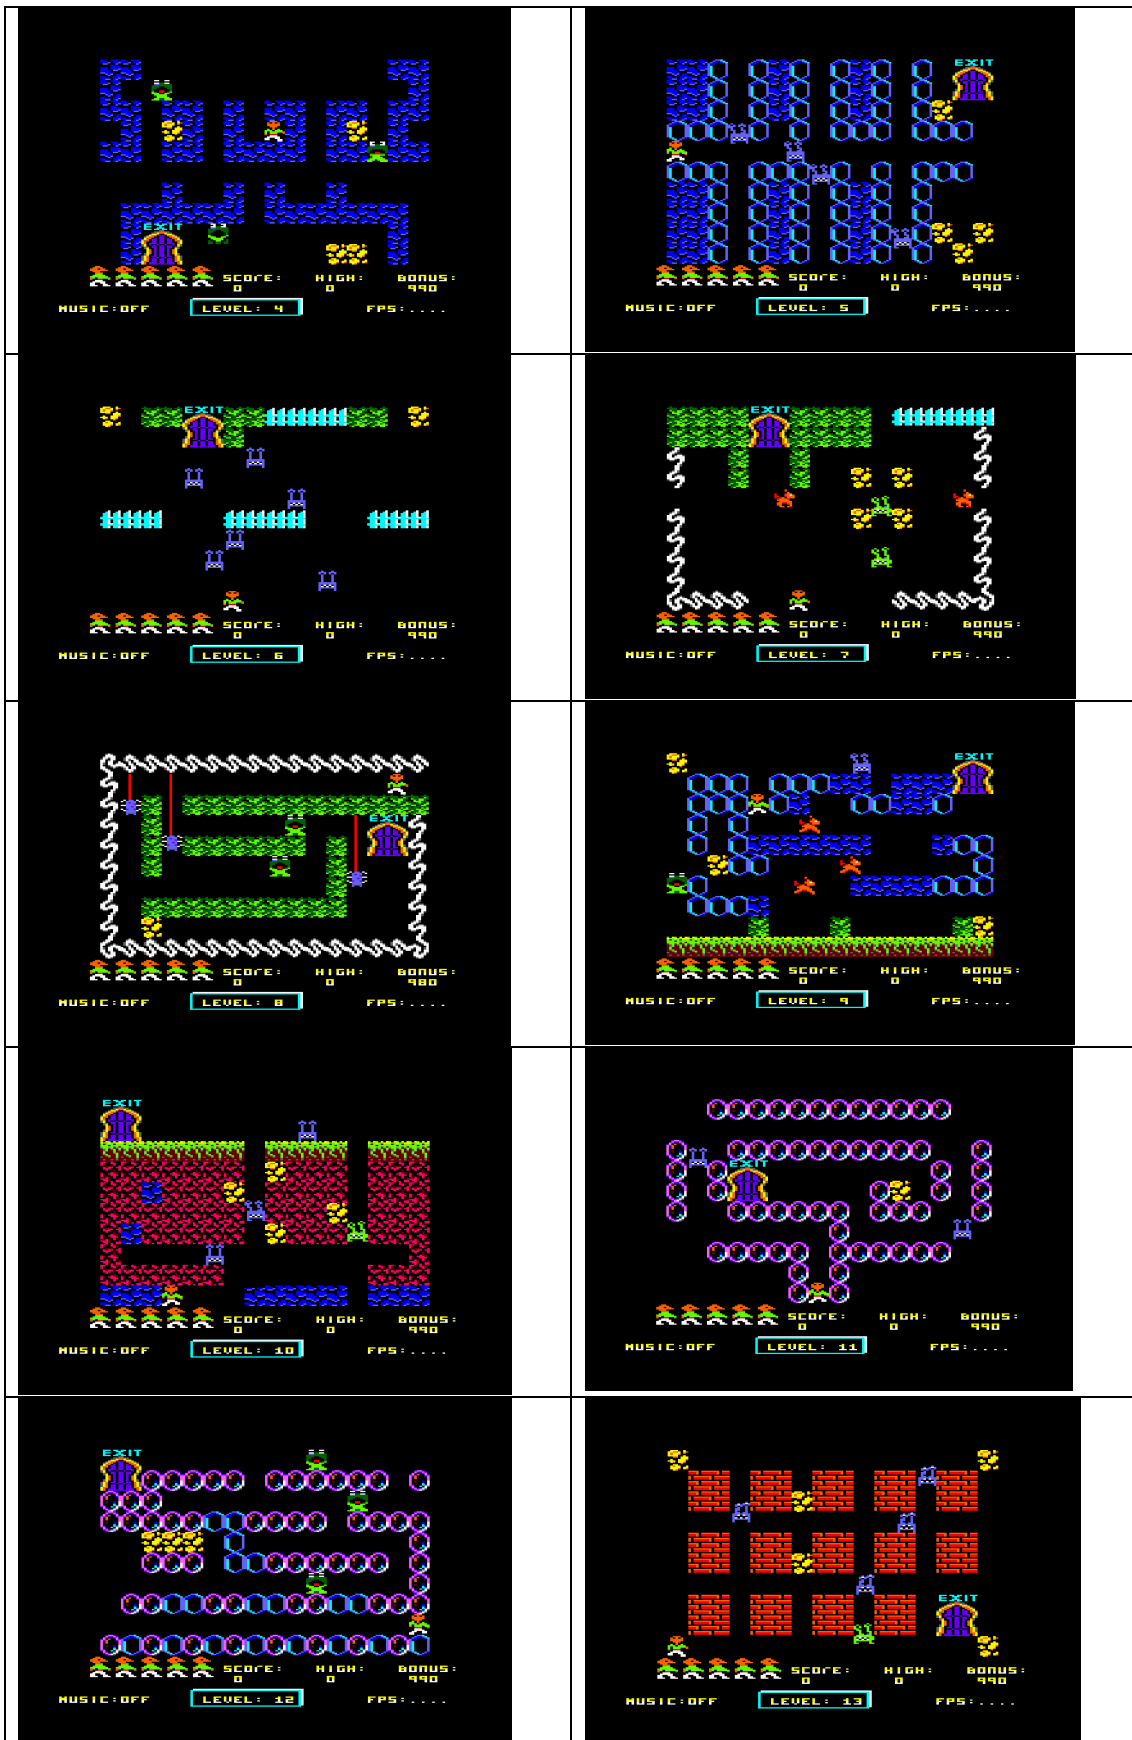 EXIT
SCORE: HIGH: BONUS:
0 0 990
MUSIC:OFF LEVEL: 4 FPS:....
EXIT
SCORE: HIGH: BONUS:
0 0 990
MUSIC:OFF LEVEL: 5 FPS:....
EXIT
SCORE: HIGH: BONUS:
0 0 990
MUSIC:OFF LEVEL: 6 FPS:....
EXIT
SCORE: HIGH: BONUS:
0 0 990
MUSIC:OFF LEVEL: 7 FPS:....
EXIT
SCORE: HIGH: BONUS:
0 0 980
MUSIC:OFF LEVEL: 8 FPS:....
EXIT
SCORE: HIGH: BONUS:
0 0 990
MUSIC:OFF LEVEL: 9 FPS:....
EXIT
SCORE: HIGH: BONUS:
0 0 990
MUSIC:OFF LEVEL: 10 FPS:....
EXIT
SCORE: HIGH: BONUS:
0 0 990
MUSIC:OFF LEVEL: 11 FPS:....
EXIT
SCORE: HIGH: BONUS:
0 0 990
MUSIC:OFF LEVEL: 12 FPS:....
EXIT
SCORE: HIGH: BONUS:
0 0 990
MUSIC:OFF LEVEL: 13 FPS:....